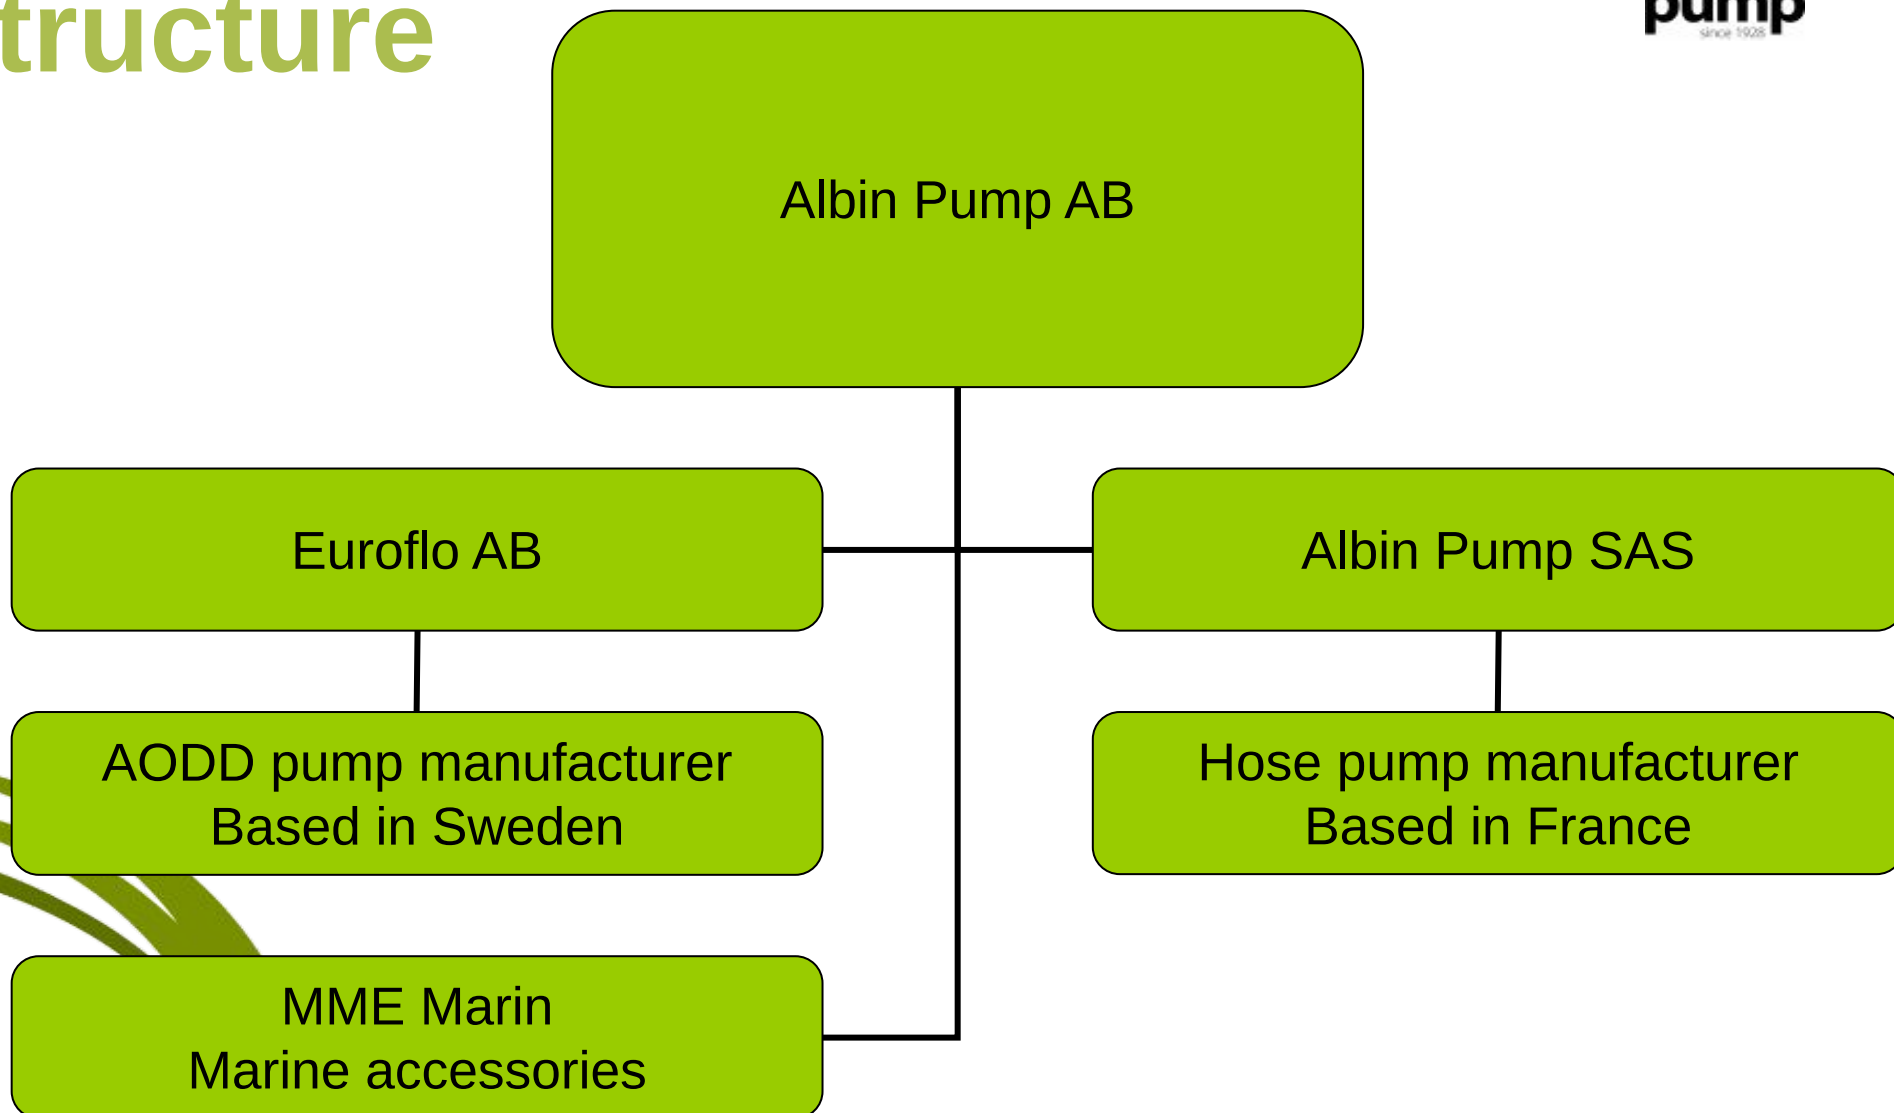 tructure
pump
since 1928
Albin Pump AB
Euroflo AB
Albin Pump SAS
AODD pump manufacturer
Based in Sweden
Hose pump manufacturer
Based in France
MME Marin
Marine accessories